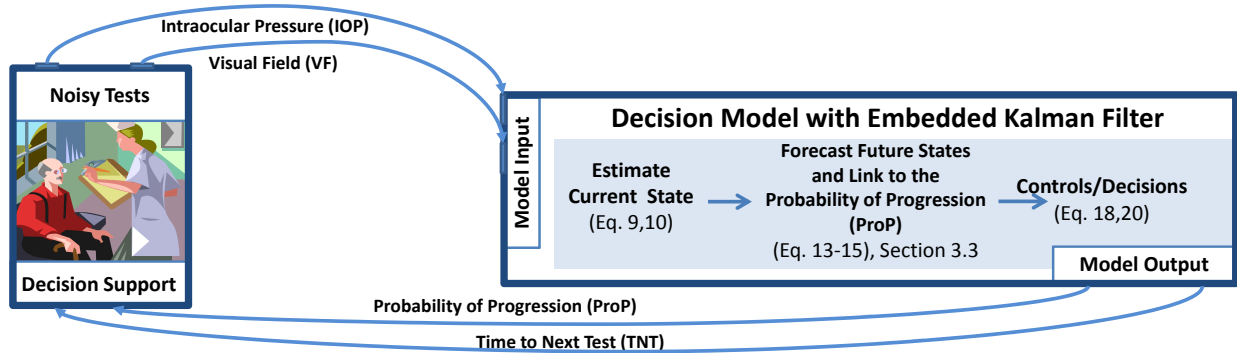 Intraocular Pressure (IOP)
Visual Field (VF)
Noisy Tests
Decision Support
Model Input
Decision Model with Embedded Kalman Filter
Estimate
Current State
(Eq. 9,10)
Forecast Future States
and Link to the
Probability of Progression
(ProP)
(Eq. 13-15), Section 3.3
Controls/Decisions
(Eq. 18,20)
Model Output
Probability of Progression (ProP)
Time to Next Test (TNT)